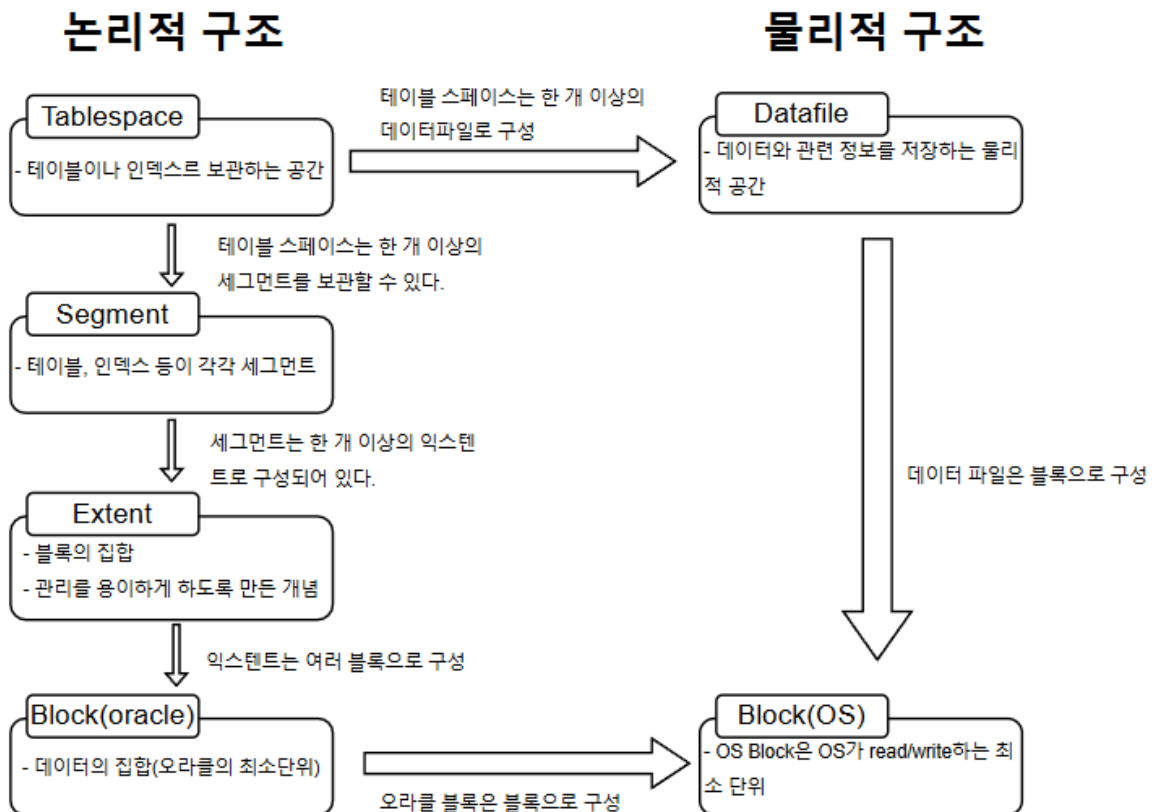 논리적 구조
물리적 구조
Tablespace
- 테이블이나 인덱스르 보관하는 공간
테이블 스페이스는 한 개 이상의
데이터파일로 구성
Datafile
- 데이터와 관련 정보를 저장하는 물리
적 공간
테이블 스페이스는 한 개 이상의
세그먼트를 보관할 수 있다.
Segment
- 테이블, 인덱스 등이 각각 세그먼트
세그먼트는 한 개 이상의 익스텐
트로 구성되어 있다.
데이터 파일은 블록으로 구성
Extent
- 블록의 집합
- 관리를 용이하게 하도록 만든 개념
익스텐트는 여러 블록으로 구성
Block(oracle)
- 데이터의 집합(오라클의 최소단위)
오라클 블록은 블록으로 구성
Block(OS)
- OS Block은 OS가 read/write하는 최
소 단위